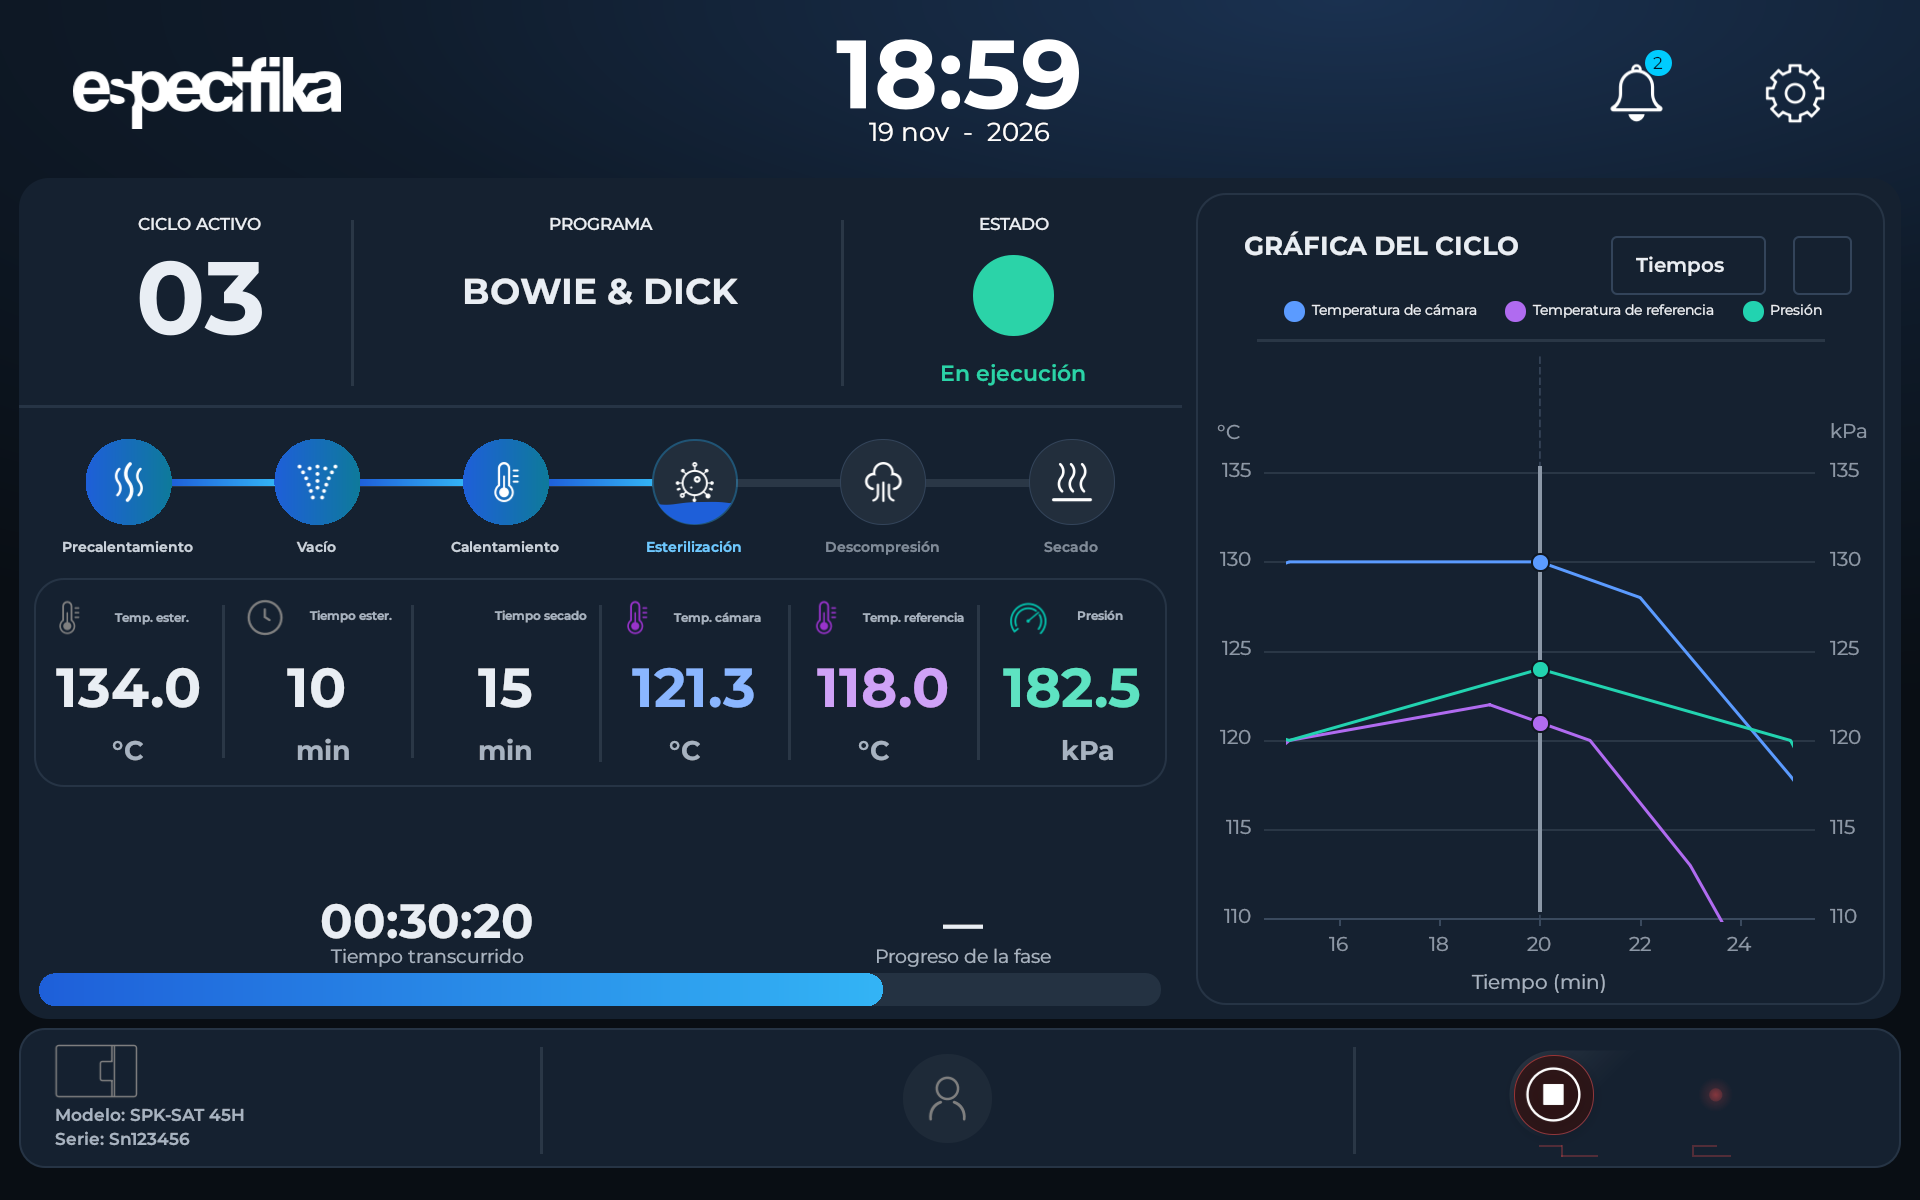 especifika
18:59
19 nov - 2026
2
CICLO ACTIVO
03
PROGRAMA
BOWIE & DICK
ESTADO
En ejecución
Precalentamiento
Vacío
Calentamiento
Esterilización
Descompresión
Secado
Temp. ester.
134.0
°C
Tiempo ester.
10
min
Tiempo secado
15
min
Temp. cámara
121.3
°C
Temp. referencia
118.0
°C
Presión
182.5
kPa
00:30:20
Tiempo transcurrido
—
Progreso de la fase
GRÁFICA DEL CICLO
Tiempos
Temperatura de cámara
Temperatura de referencia
Presión
°C
kPa
135
135
130
130
125
125
120
120
115
115
110
110
16
18
20
22
24
Tiempo (min)
Modelo: SPK-SAT 45H
Serie: Sn123456